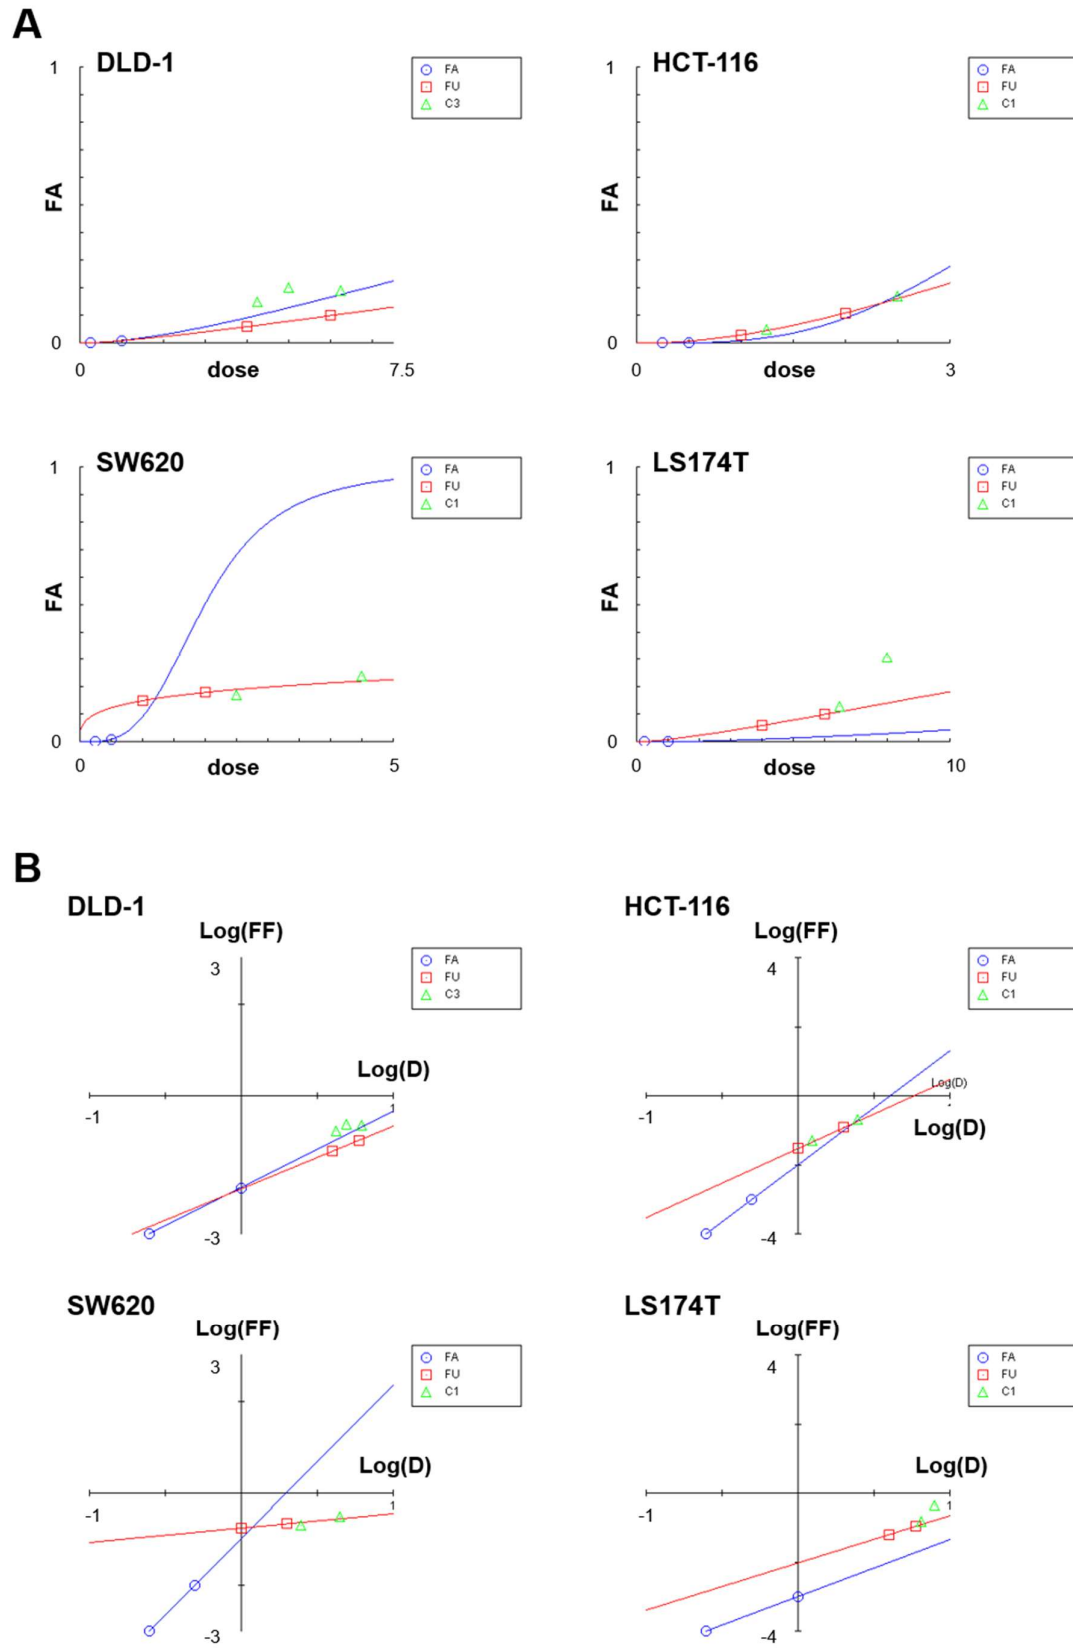 A
DLD-1
1
FA
0
0
dose
7.5
FA
FU
C3
HCT-116
1
FA
0
0
dose
3
FA
FU
C1
SW620
1
FA
0
0
dose
5
FA
FU
C1
LS174T
1
FA
0
0
dose
10
FA
FU
C1
B
DLD-1
Log(FF)
3
Log(D)
-1
1
-3
FA
FU
C3
HCT-116
Log(FF)
4
Log(D)
-1
Log(D)
-4
FA
FU
C1
SW620
Log(FF)
3
Log(D)
-1
1
-3
FA
FU
C1
LS174T
Log(FF)
4
Log(D)
-1
1
-4
FA
FU
C1